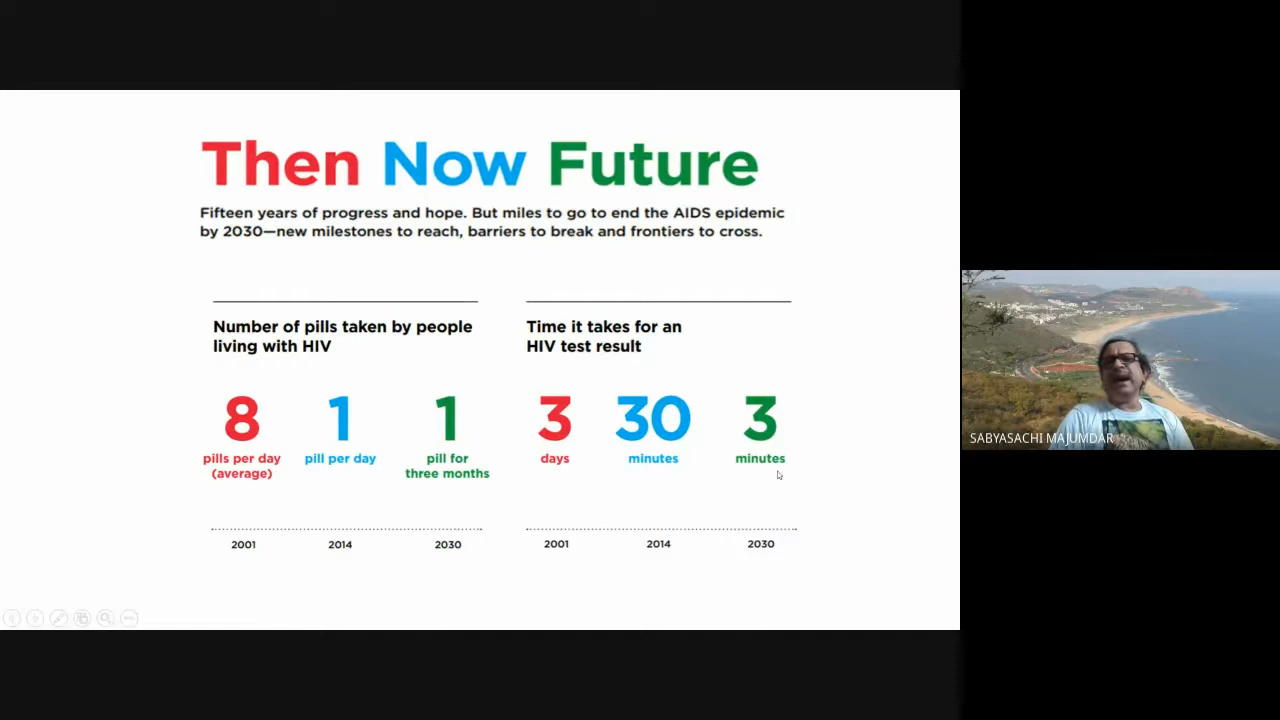 Then Now Future
Fifteen years of progress and hope. But miles to go to end the AIDS epidemic
by 2030—new milestones to reach, barriers to break and frontiers to cross.
Number of pills taken by people
living with HIV
8 1 1
pills per day pill per day pill for
(average) three months
2001 2014 2030
Time it takes for an
HIV test result
3 30 3
days minutes minutes
2001 2014 2030
SABYASACHI MAJUMDAR